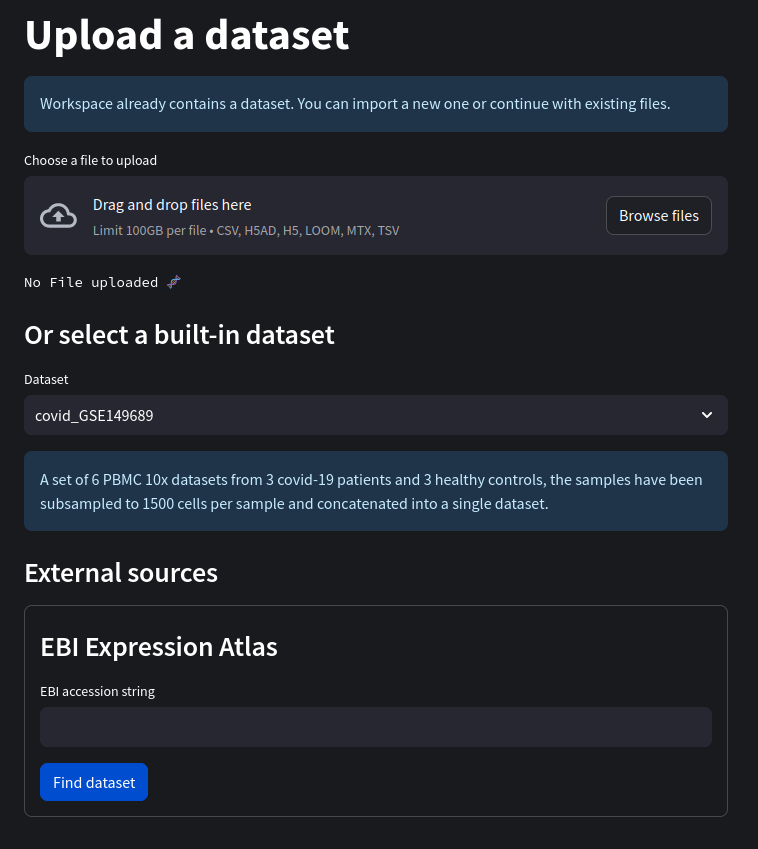 Upload a dataset
Workspace already contains a dataset. You can import a new one or continue with existing files.
Choose a file to upload
Drag and drop files here
Limit 100GB per file • CSV, H5AD, H5, LOOM, MTX, TSV
Browse files
No File uploaded 🧬
Or select a built-in dataset
Dataset
covid_GSE149689
A set of 6 PBMC 10x datasets from 3 covid-19 patients and 3 healthy controls, the samples have been
subsampled to 1500 cells per sample and concatenated into a single dataset.
External sources
EBI Expression Atlas
EBI accession string
Find dataset